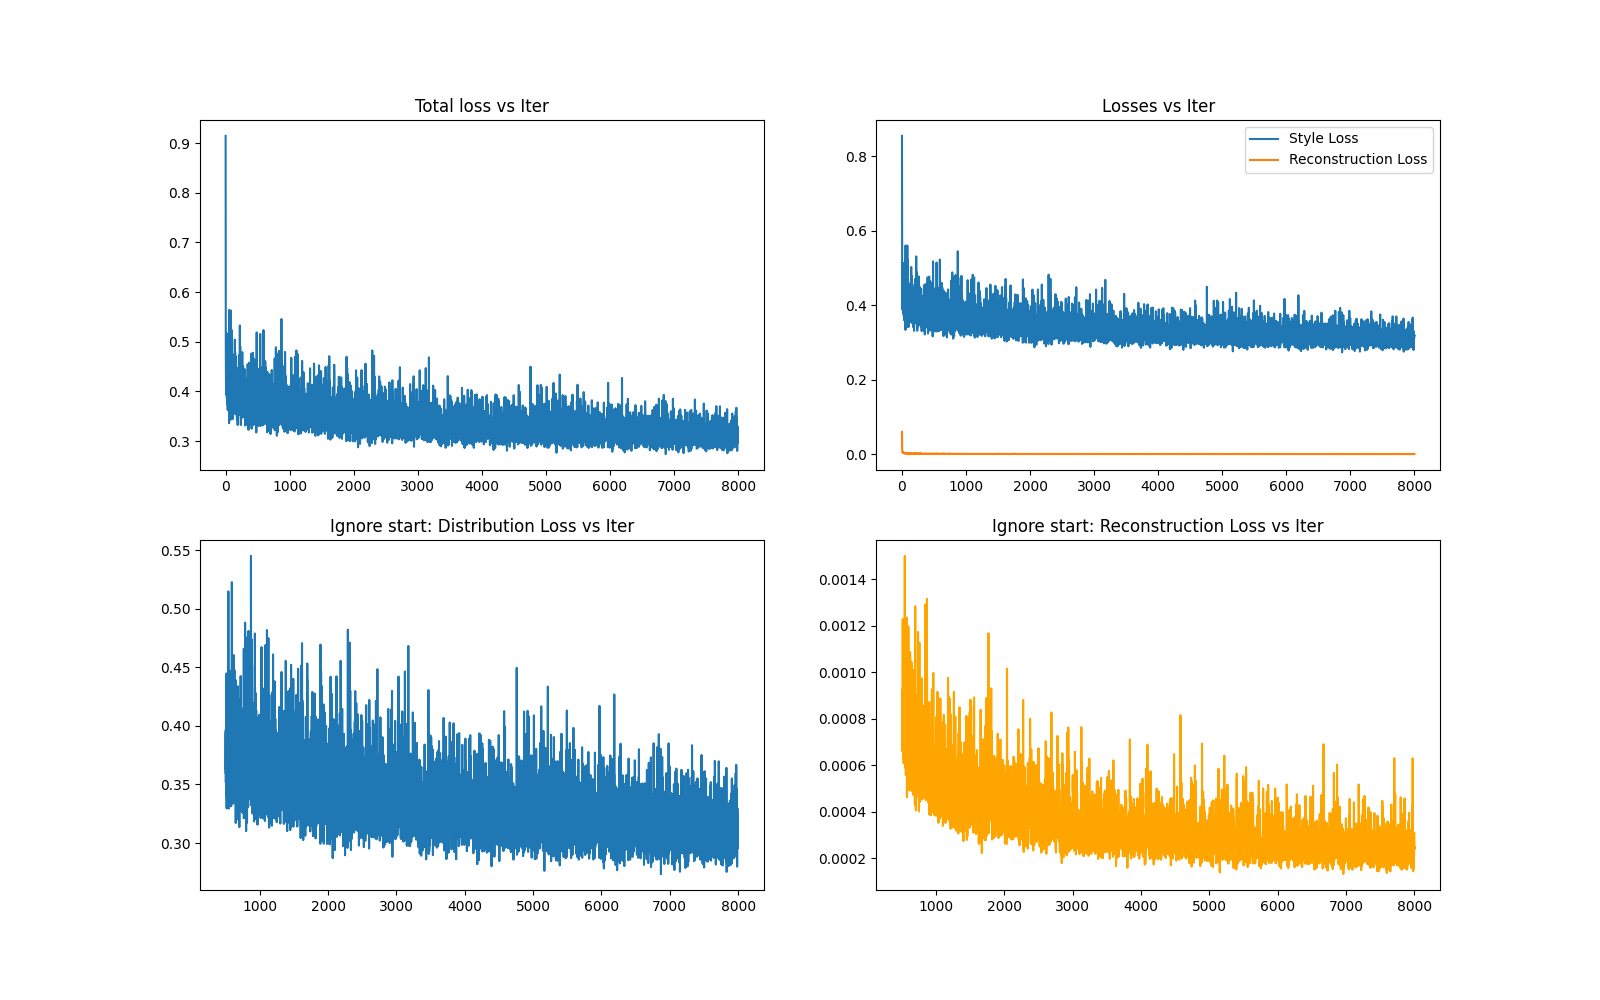 Total loss vs Iter
0.9
0.8
0.7
0.6
0.5
0.4
0.3
0 1000 2000 3000 4000 5000 6000 7000 8000
Losses vs Iter
Style Loss
Reconstruction Loss
0.8
0.6
0.4
0.2
0.0
0 1000 2000 3000 4000 5000 6000 7000 8000
Ignore start: Distribution Loss vs Iter
0.55
0.50
0.45
0.40
0.35
0.30
1000 2000 3000 4000 5000 6000 7000 8000
Ignore start: Reconstruction Loss vs Iter
0.0014
0.0012
0.0010
0.0008
0.0006
0.0004
0.0002
1000 2000 3000 4000 5000 6000 7000 8000